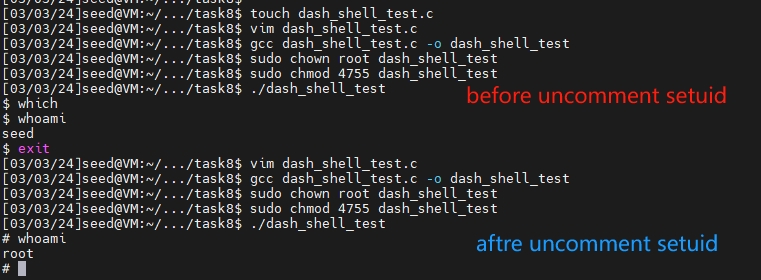 [03/03/24]seed@VM:~/.../task8$ touch dash_shell_test.c
[03/03/24]seed@VM:~/.../task8$ vim dash_shell_test.c
[03/03/24]seed@VM:~/.../task8$ gcc dash_shell_test.c -o dash_shell_test
[03/03/24]seed@VM:~/.../task8$ sudo chown root dash_shell_test
[03/03/24]seed@VM:~/.../task8$ sudo chmod 4755 dash_shell_test
[03/03/24]seed@VM:~/.../task8$ ./dash_shell_test
before uncomment setuid
$ which
$ whoami
seed
$ exit
[03/03/24]seed@VM:~/.../task8$ vim dash_shell_test.c
[03/03/24]seed@VM:~/.../task8$ gcc dash_shell_test.c -o dash_shell_test
[03/03/24]seed@VM:~/.../task8$ sudo chown root dash_shell_test
[03/03/24]seed@VM:~/.../task8$ sudo chmod 4755 dash_shell_test
[03/03/24]seed@VM:~/.../task8$ ./dash_shell_test
aftre uncomment setuid
# whoami
root
#